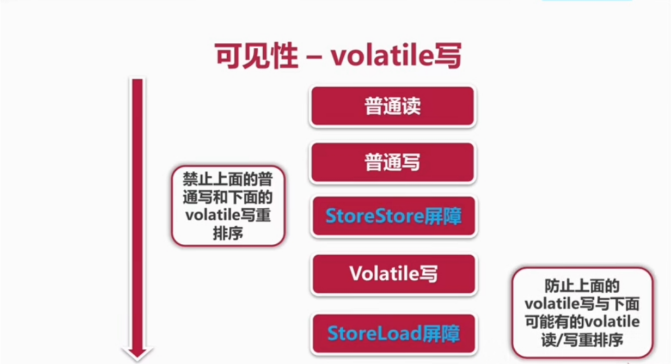 可见性 – volatile写
普通读
普通写
禁止上面的普
通写和下面的
volatile写重
排序
StoreStore屏障
Volatile写
防止上面的
volatile写与下面
可能有的volatile
读/写重排序
StoreLoad屏障